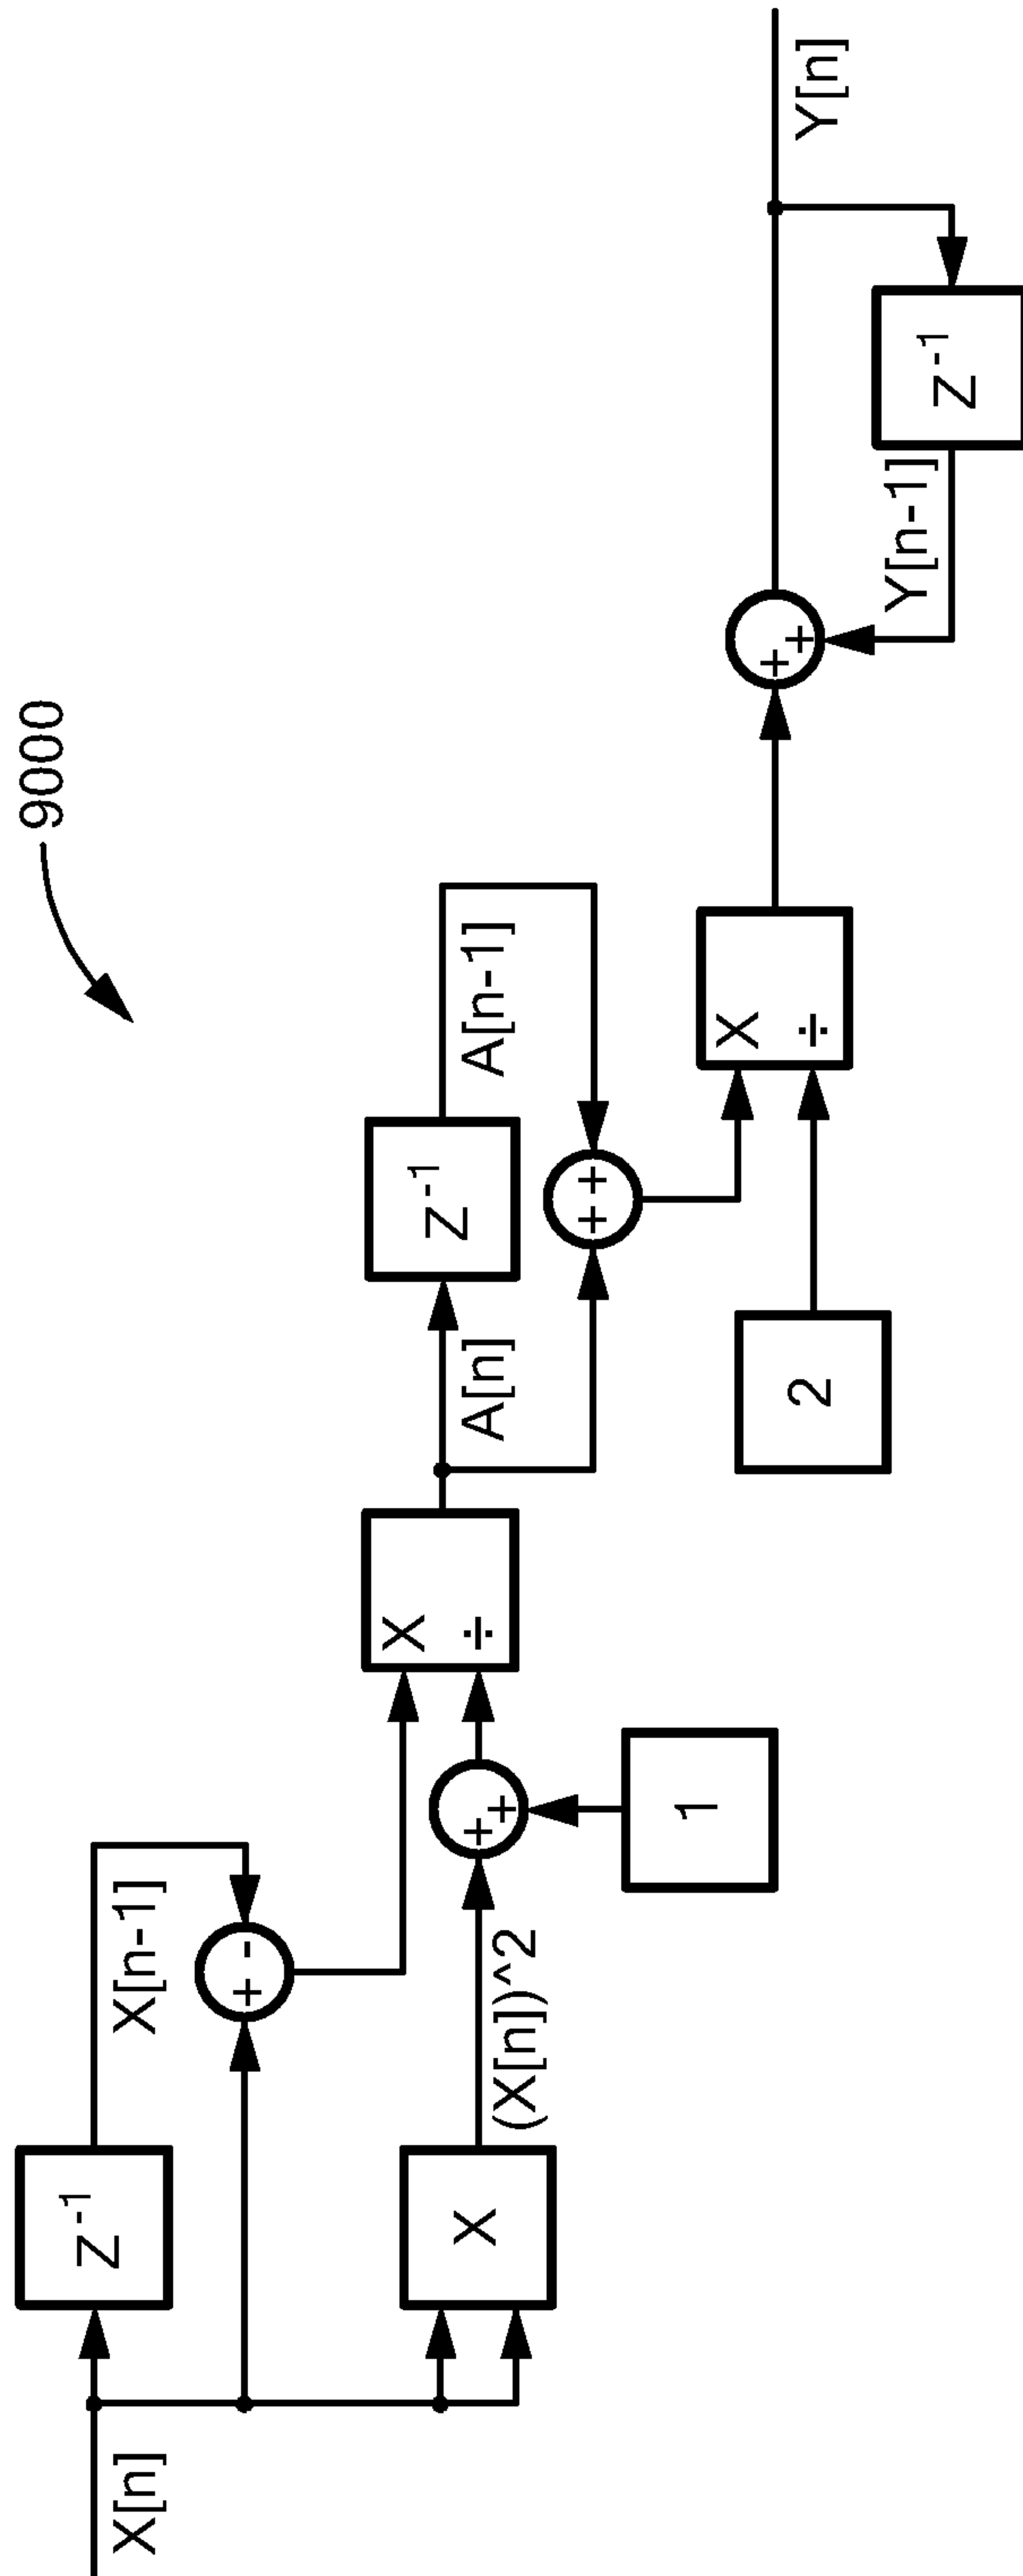 9000
X[n]
Z⁻¹
X[n-1]
+ -
X
(X[n])^2
+ +
1
X
÷
A[n]
Z⁻¹
A[n-1]
+ +
2
X
÷
+ +
Y[n-1]
Z⁻¹
Y[n]